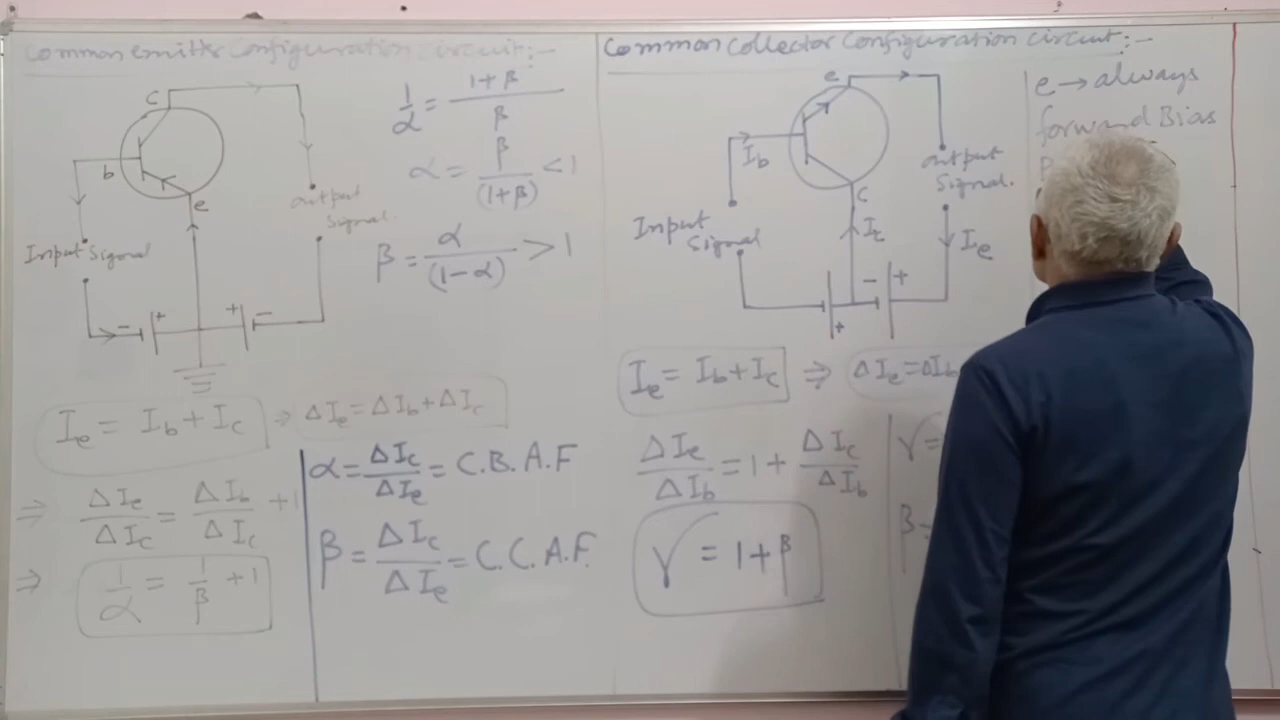 Common emitter Configuration circuit:-
C
b
e
Input Signal
output
Signal.
- +
+ -
1/α = (1+β)/β
α = β/(1+β) < 1
β = α/(1-α) > 1
Ie = Ib + Ic
⇒ ΔIe = ΔIb + ΔIc
⇒ ΔIe/ΔIc = ΔIb/ΔIc + 1
⇒ 1/α = 1/β + 1
α = ΔIc/ΔIe = C.B.A.F
β = ΔIc/ΔIe = C.C.A.F.
Common collector Configuration circuit:-
e
Ib
C
Input
Signal
output
Signal.
Ic
Ie
- +
+
Ie = Ib + Ic ⇒ ΔIe = ΔIb
ΔIe/ΔIb = 1 + ΔIc/ΔIb
γ = 1 + β
γ =
β =
e → always
forward Bias